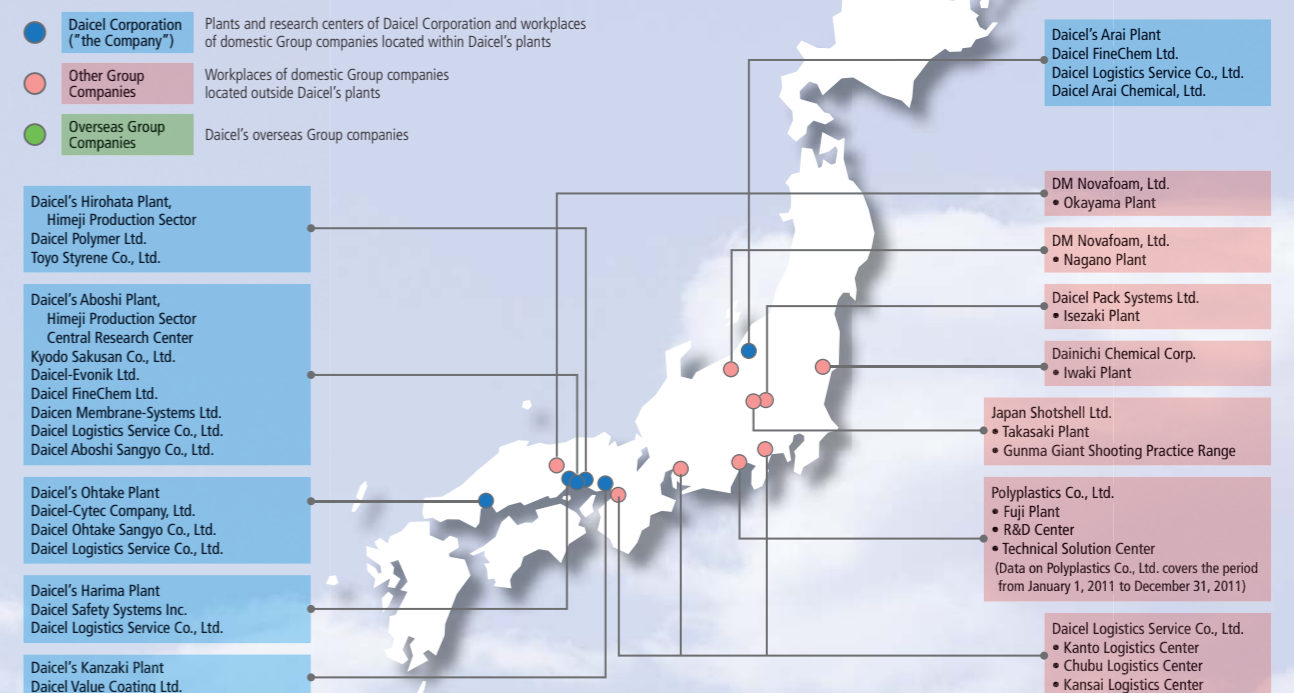 Daicel Corporation
("the Company")
Plants and research centers of Daicel Corporation and workplaces
of domestic Group companies located within Daicel's plants
Other Group
Companies
Workplaces of domestic Group companies
located outside Daicel's plants
Overseas Group
Companies
Daicel's overseas Group companies
Daicel's Hirohata Plant,
Himeji Production Sector
Daicel Polymer Ltd.
Toyo Styrene Co., Ltd.
Daicel's Aboshi Plant,
Himeji Production Sector
Central Research Center
Kyodo Sakusan Co., Ltd.
Daicel-Evonik Ltd.
Daicel FineChem Ltd.
Daicen Membrane-Systems Ltd.
Daicel Logistics Service Co., Ltd.
Daicel Aboshi Sangyo Co., Ltd.
Daicel's Ohtake Plant
Daicel-Cytec Company, Ltd.
Daicel Ohtake Sangyo Co., Ltd.
Daicel Logistics Service Co., Ltd.
Daicel's Harima Plant
Daicel Safety Systems Inc.
Daicel Logistics Service Co., Ltd.
Daicel's Kanzaki Plant
Daicel Value Coating Ltd.
Daicel's Arai Plant
Daicel FineChem Ltd.
Daicel Logistics Service Co., Ltd.
Daicel Arai Chemical, Ltd.
DM Novafoam, Ltd.
• Okayama Plant
DM Novafoam, Ltd.
• Nagano Plant
Daicel Pack Systems Ltd.
• Isezaki Plant
Dainichi Chemical Corp.
• Iwaki Plant
Japan Shotshell Ltd.
• Takasaki Plant
• Gunma Giant Shooting Practice Range
Polyplastics Co., Ltd.
• Fuji Plant
• R&D Center
• Technical Solution Center
(Data on Polyplastics Co., Ltd. covers the period
from January 1, 2011 to December 31, 2011)
Daicel Logistics Service Co., Ltd.
• Kanto Logistics Center
• Chubu Logistics Center
• Kansai Logistics Center